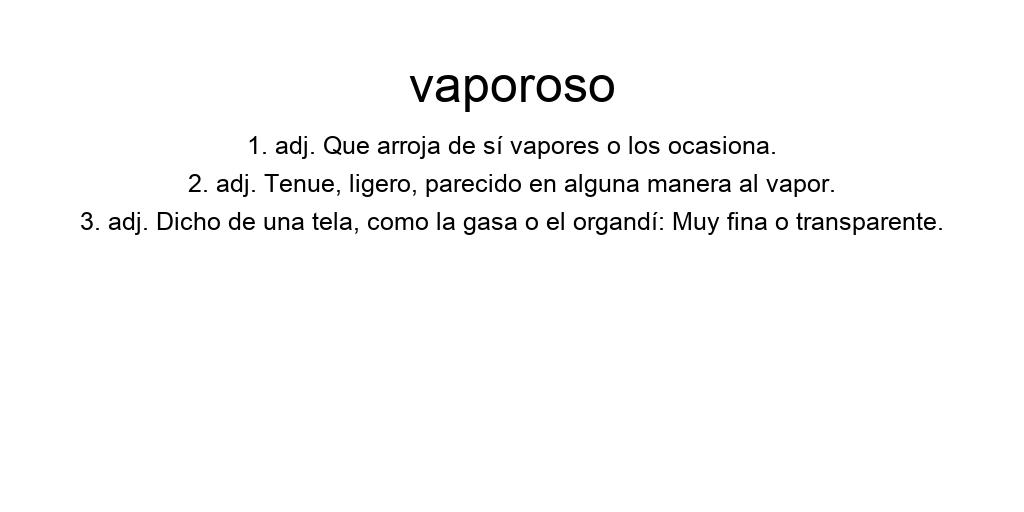 vaporoso
1. adj. Que arroja de sí vapores o los ocasiona.
2. adj. Tenue, ligero, parecido en alguna manera al vapor.
3. adj. Dicho de una tela, como la gasa o el organdí: Muy fina o transparente.